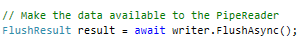 // Make the data available to the PipeReader
FlushResult result = await writer.FlushAsync();